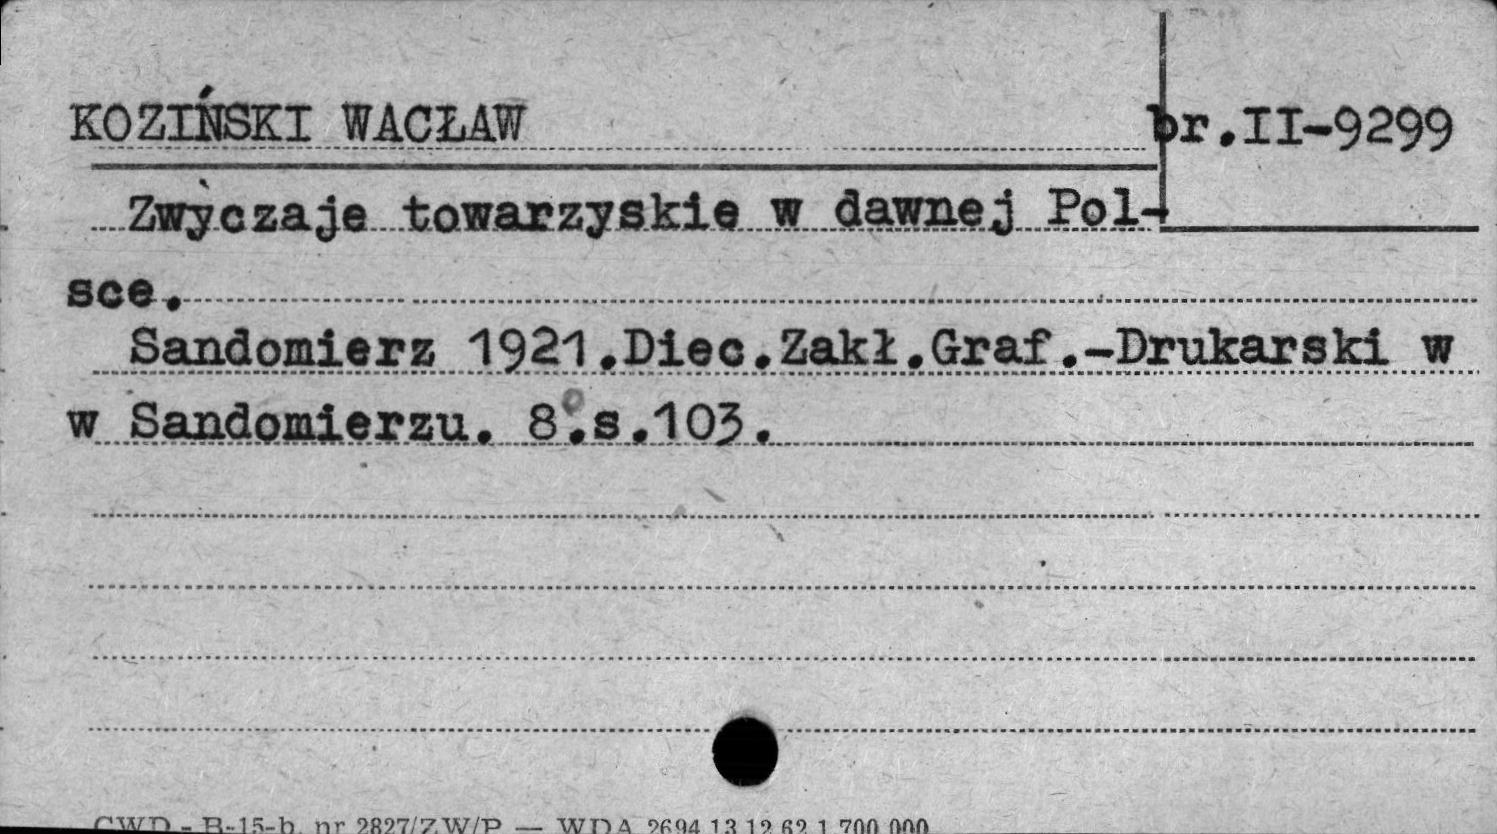 KOZIŃSKI WACŁAW br.II-9299
Zwyczaje towarzyskie w dawnej Pol-
sce.
Sandomierz 1921.Diec.Zakł.Graf.-Drukarski w
w Sandomierzu. 8°.s.103.
CWD - B-15-b. nr 2827/ZW/P — WDA 2694 13.12.62 1.700.000